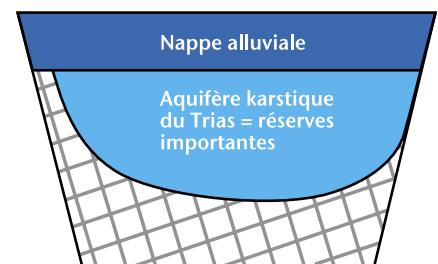 Nappe alluviale
Aquifère karstique
du Trias = réserves
importantes